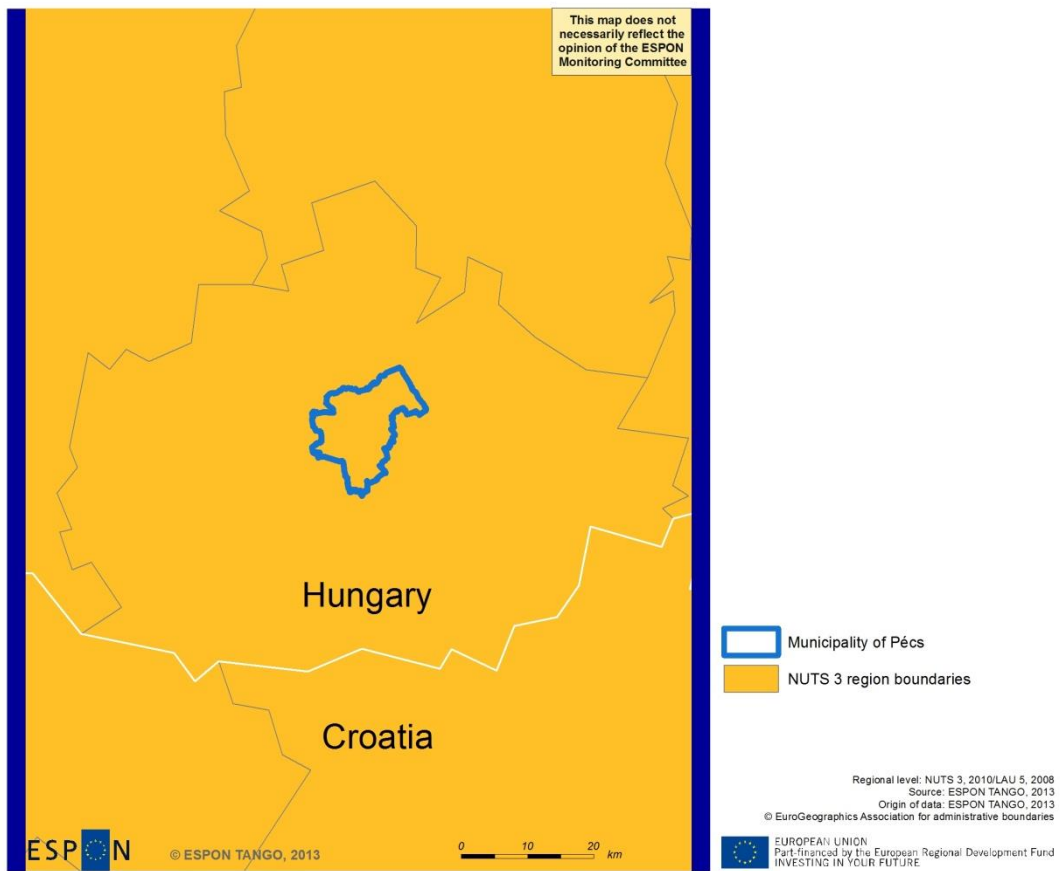 This map does not
necessarily reflect the
opinion of the ESPON
Monitoring Committee
Hungary
Croatia
Municipality of Pécs
NUTS 3 region boundaries
Regional level: NUTS 3, 2010/LAU 5, 2008
Source: ESPON TANGO, 2013
Origin of data: ESPON TANGO, 2013
© EuroGeographics Association for administrative boundaries
ESPON
© ESPON TANGO, 2013
0 10 20
km
EUROPEAN UNION
Part-financed by the European Regional Development Fund
INVESTING IN YOUR FUTURE